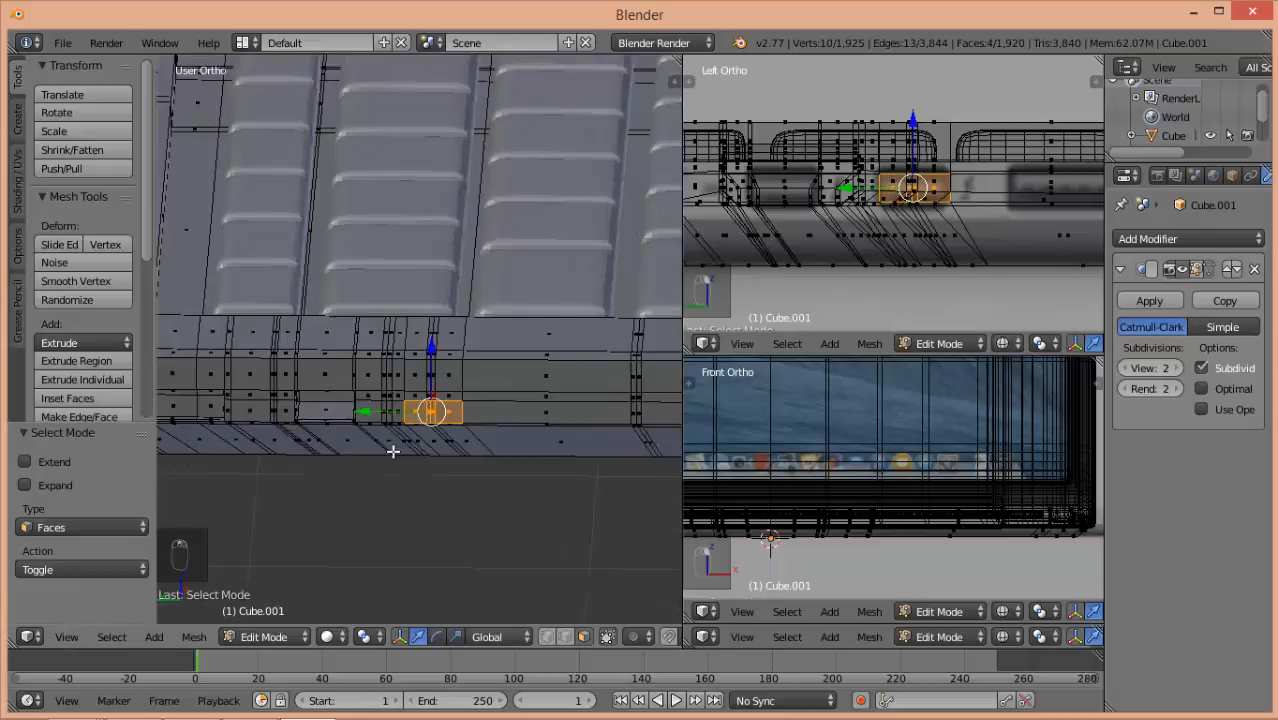 Blender
File Render Window Help Default Scene Blender Render v2.77 | Verts:10/1,925 | Edges:13/3,844 | Faces:4/1,920 | Tris:3,840 | Mem:62.07M | Cube.001
Tools
Create
Shading / UVs
Options
Grease Pencil
Transform
Translate
Rotate
Scale
Shrink/Fatten
Push/Pull
Mesh Tools
Deform:
Slide Ed Vertex
Noise
Smooth Vertex
Randomize
Add:
Extrude
Extrude Region
Extrude Individual
Inset Faces
Make Edge/Face
Select Mode
Extend
Expand
Type
Faces
Action
Toggle
User Ortho
Last: Select Mode
(1) Cube.001
View Select Add Mesh Edit Mode Global
Left Ortho
(1) Cube.001
View Select Add Mesh Edit Mode
Front Ortho
x
(1) Cube.001
View Select Add Mesh Edit Mode
View Select Add Mesh Edit Mode
View Search All Sc
Scene
RenderL
World
Cube
Cube.001
Add Modifier
Apply Copy
Catmull-Clark Simple
Subdivisions: Options:
View: 2 Subdivid
Rend: 2 Optimal
Use Ope
-40 -20 0 20 40 60 80 100 120 140 160 180 200 220 240 260 280
View Marker Frame Playback Start: 1 End: 250 1 No Sync